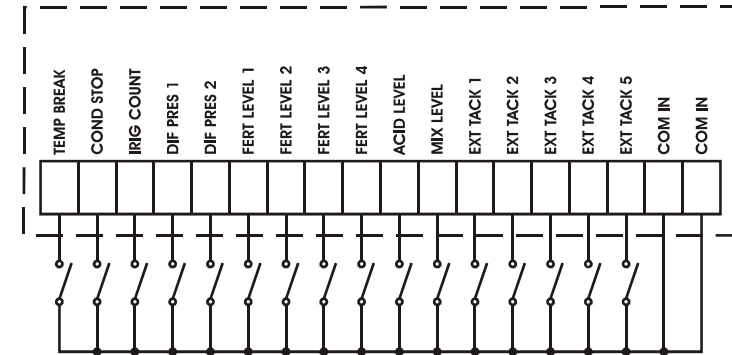 TEMP BREAK
COND STOP
IRIG COUNT
DIF PRES 1
DIF PRES 2
FERT LEVEL 1
FERT LEVEL 2
FERT LEVEL 3
FERT LEVEL 4
ACID LEVEL
MIX LEVEL
EXT TACK 1
EXT TACK 2
EXT TACK 3
EXT TACK 4
EXT TACK 5
COM IN
COM IN